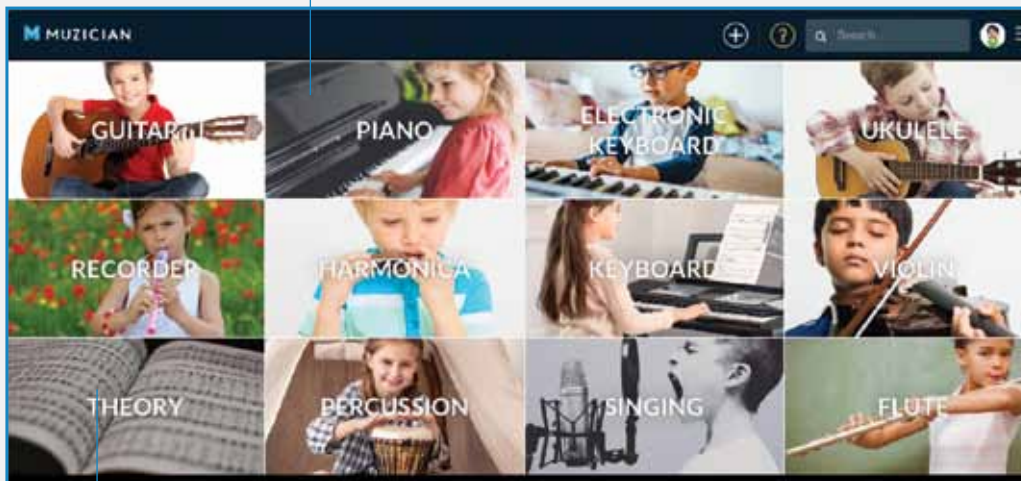 M MUZICIAN
Search
GUITAR
PIANO
ELECTRONIC
KEYBOARD
UKULELE
RECORDER
HARMONICA
KEYBOARD
VIOLIN
THEORY
PERCUSSION
SINGING
FLUTE